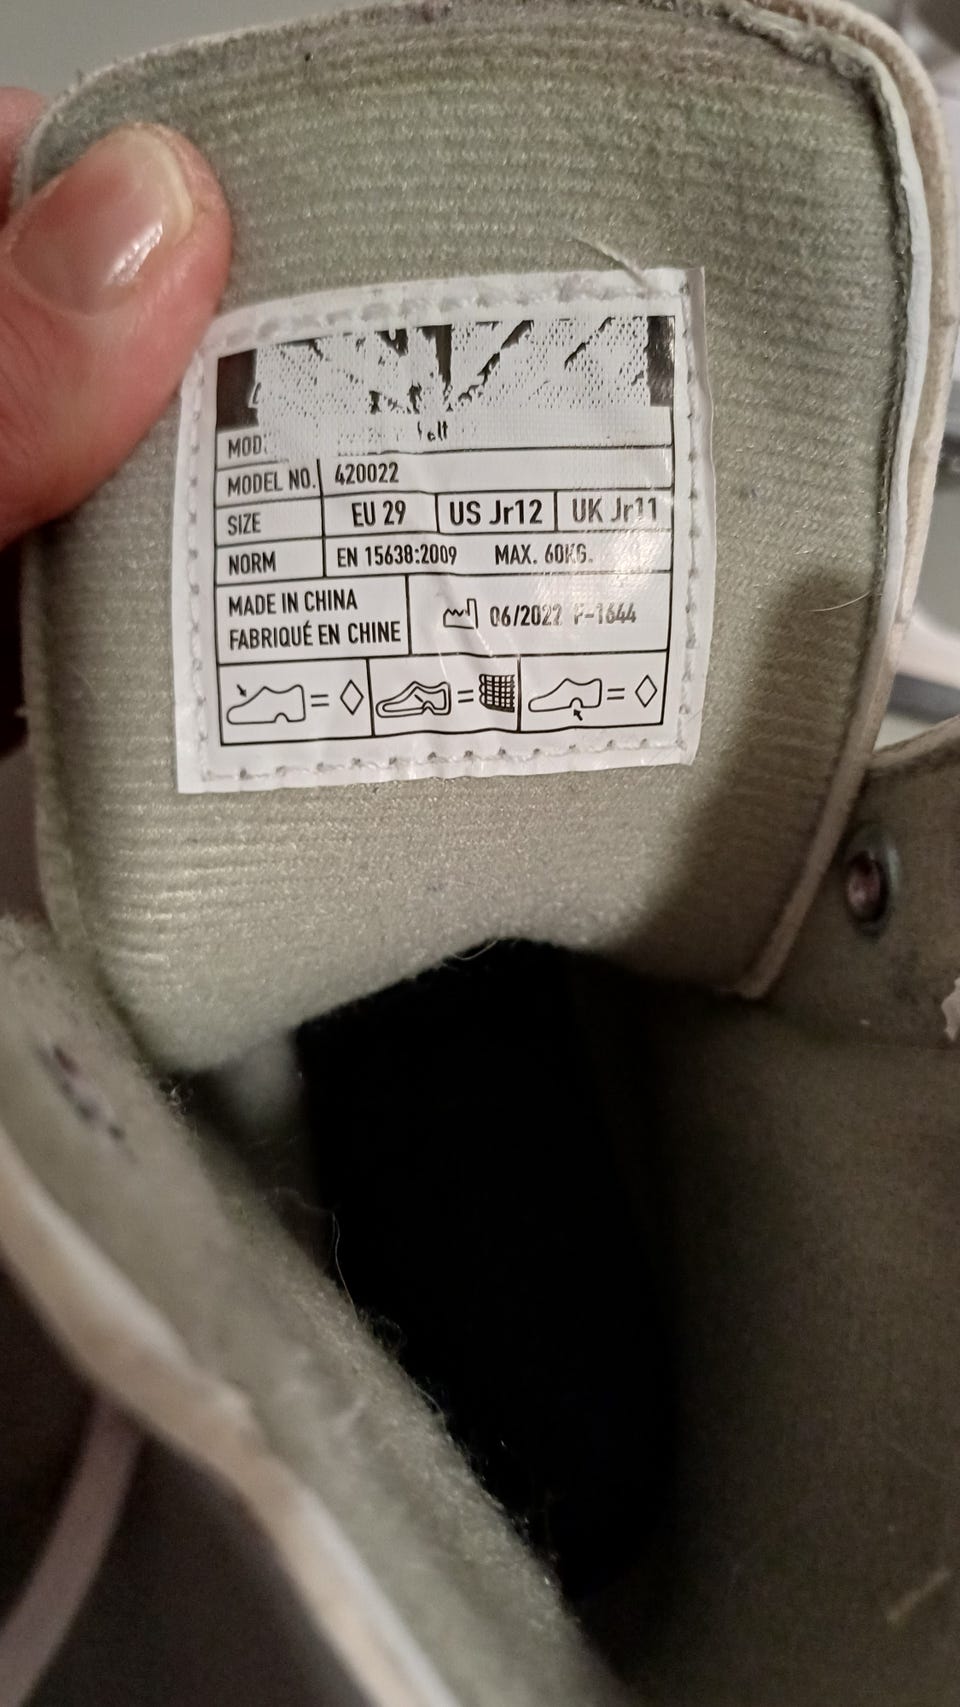 MOD.
MODEL NO. 420022
SIZE EU 29 US Jr12 UK Jr11
NORM EN 15638:2009 MAX. 60KG.
MADE IN CHINA
FABRIQUÉ EN CHINE
06/2022 F-1644
= =
=